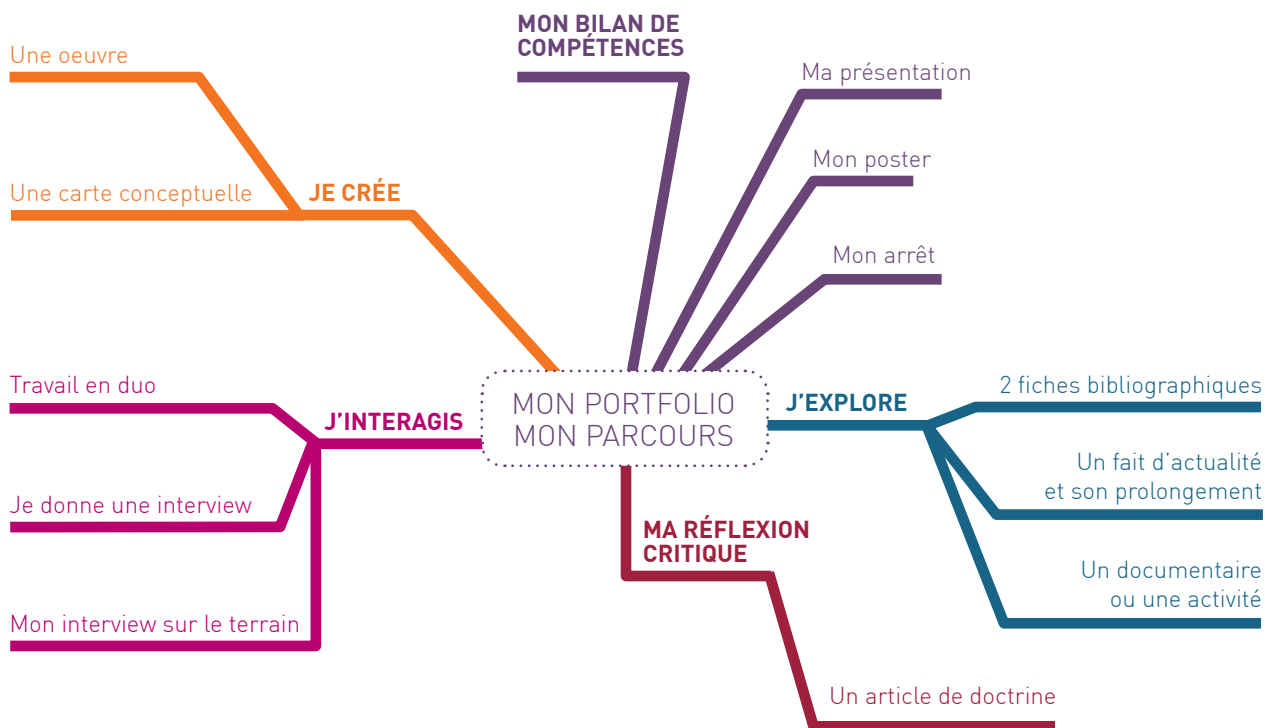 MON BILAN DE
COMPÉTENCES
Une oeuvre
Ma présentation
Mon poster
Une carte conceptuelle
JE CRÉE
Mon arrêt
Travail en duo
J'INTERAGIS
MON PORTFOLIO
MON PARCOURS
J'EXPLORE
2 fiches bibliographiques
Un fait d'actualité
et son prolongement
Je donne une interview
MA RÉFLEXION
CRITIQUE
Un documentaire
ou une activité
Mon interview sur le terrain
Un article de doctrine